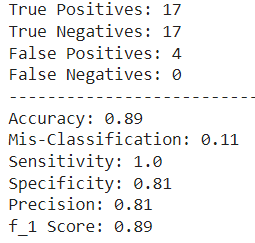 True Positives: 17
True Negatives: 17
False Positives: 4
False Negatives: 0
--------------------------
Accuracy: 0.89
Mis-Classification: 0.11
Sensitivity: 1.0
Specificity: 0.81
Precision: 0.81
f_1 Score: 0.89